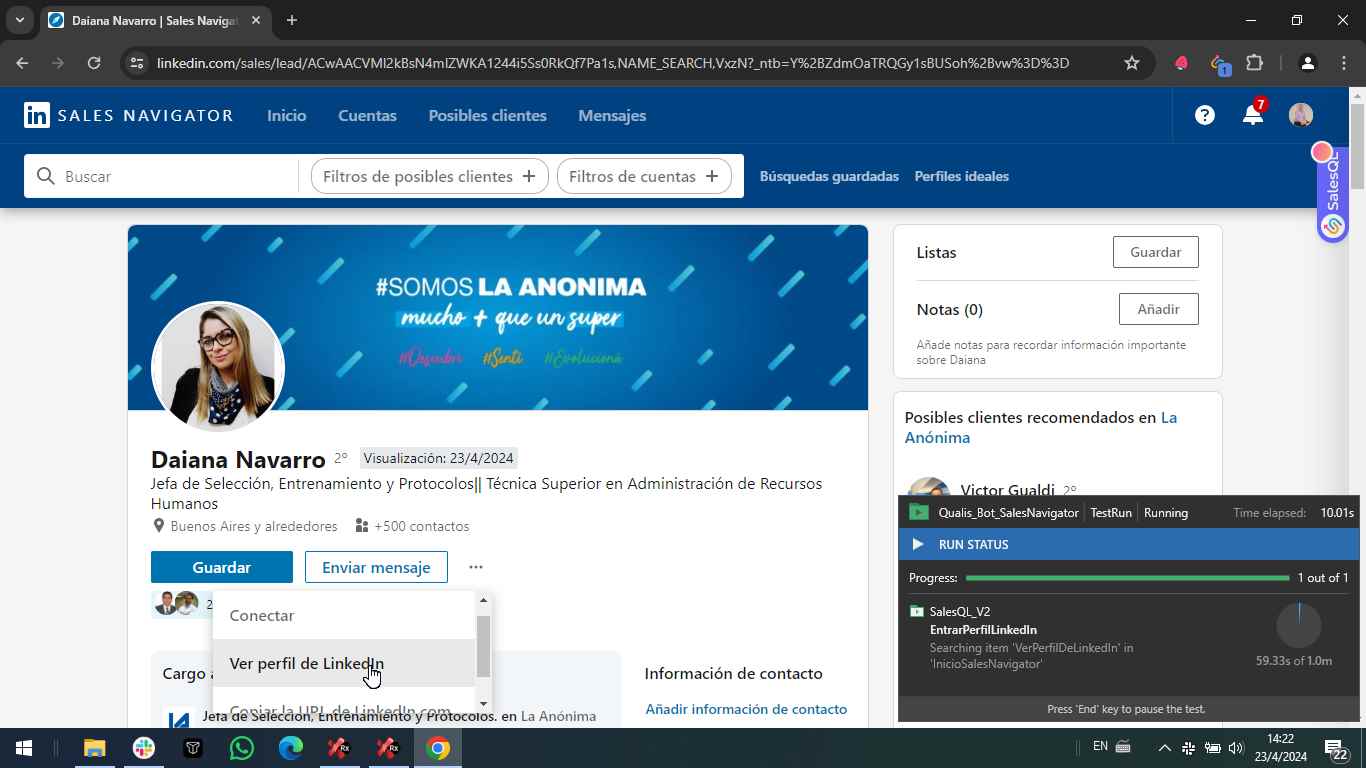 Daiana Navarro | Sales Naviga
linkedin.com/sales/lead/ACwAACVMI2kBsN4mIZWKA1244i5Ss0RkQf7Pa1s,NAME_SEARCH,VxzN?_ntb=Y%2BZdmOaTRQGy1sBUSoh%2Bvw%3D%3D
1
in SALES NAVIGATOR
Inicio
Cuentas
Posibles clientes
Mensajes
?
7
Buscar
Filtros de posibles clientes +
Filtros de cuentas +
Búsquedas guardadas
Perfiles ideales
SalesQL
#SOMOS LA ANONIMA
mucho + que un super
#Descubrí #Sentí #Evolucioná
Listas
Guardar
Notas (0)
Añadir
Añade notas para recordar información importante
sobre Daiana
Posibles clientes recomendados en La
Anónima
Victor Gualdi 2º
Daiana Navarro 2º Visualización: 23/4/2024
Jefa de Selección, Entrenamiento y Protocolos|| Técnica Superior en Administración de Recursos
Humanos
Buenos Aires y alrededores
+500 contactos
Guardar
Enviar mensaje
...
2
Conectar
Ver perfil de LinkedIn
Copiar la URL de LinkedIn.com
Cargo a
Jefa de Selección, Entrenamiento y Protocolos. en La Anónima
Información de contacto
Añadir información de contacto
Qualis_Bot_SalesNavigator
TestRun
Running
Time elapsed: 10.01s
RUN STATUS
Progress:
1 out of 1
SalesQL_V2
EntrarPerfilLinkedIn
Searching item 'VerPerfilDeLinkedIn' in
'InicioSalesNavigator'
59.33s of 1.0m
Press 'End' key to pause the test.
Rx
Rx
EN
14:22
23/4/2024
22